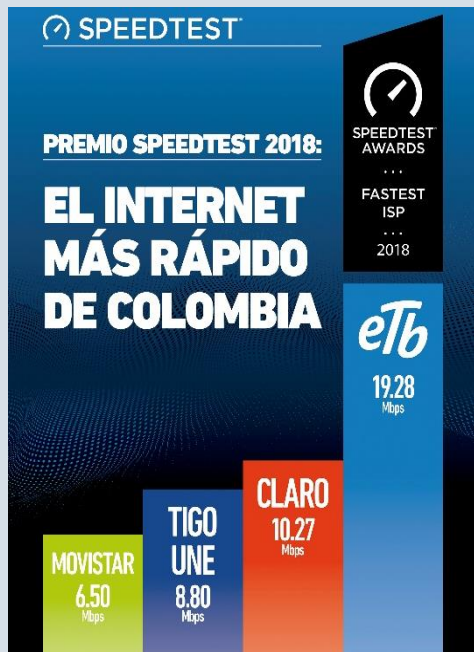 SPEEDTEST
PREMIO SPEEDTEST 2018:
EL INTERNET
MÁS RÁPIDO
DE COLOMBIA
SPEEDTEST
AWARDS
...
FASTEST
ISP
...
2018
eTb
19.28
Mbps
CLARO
10.27
Mbps
TIGO
UNE
8.80
Mbps
MOVISTAR
6.50
Mbps